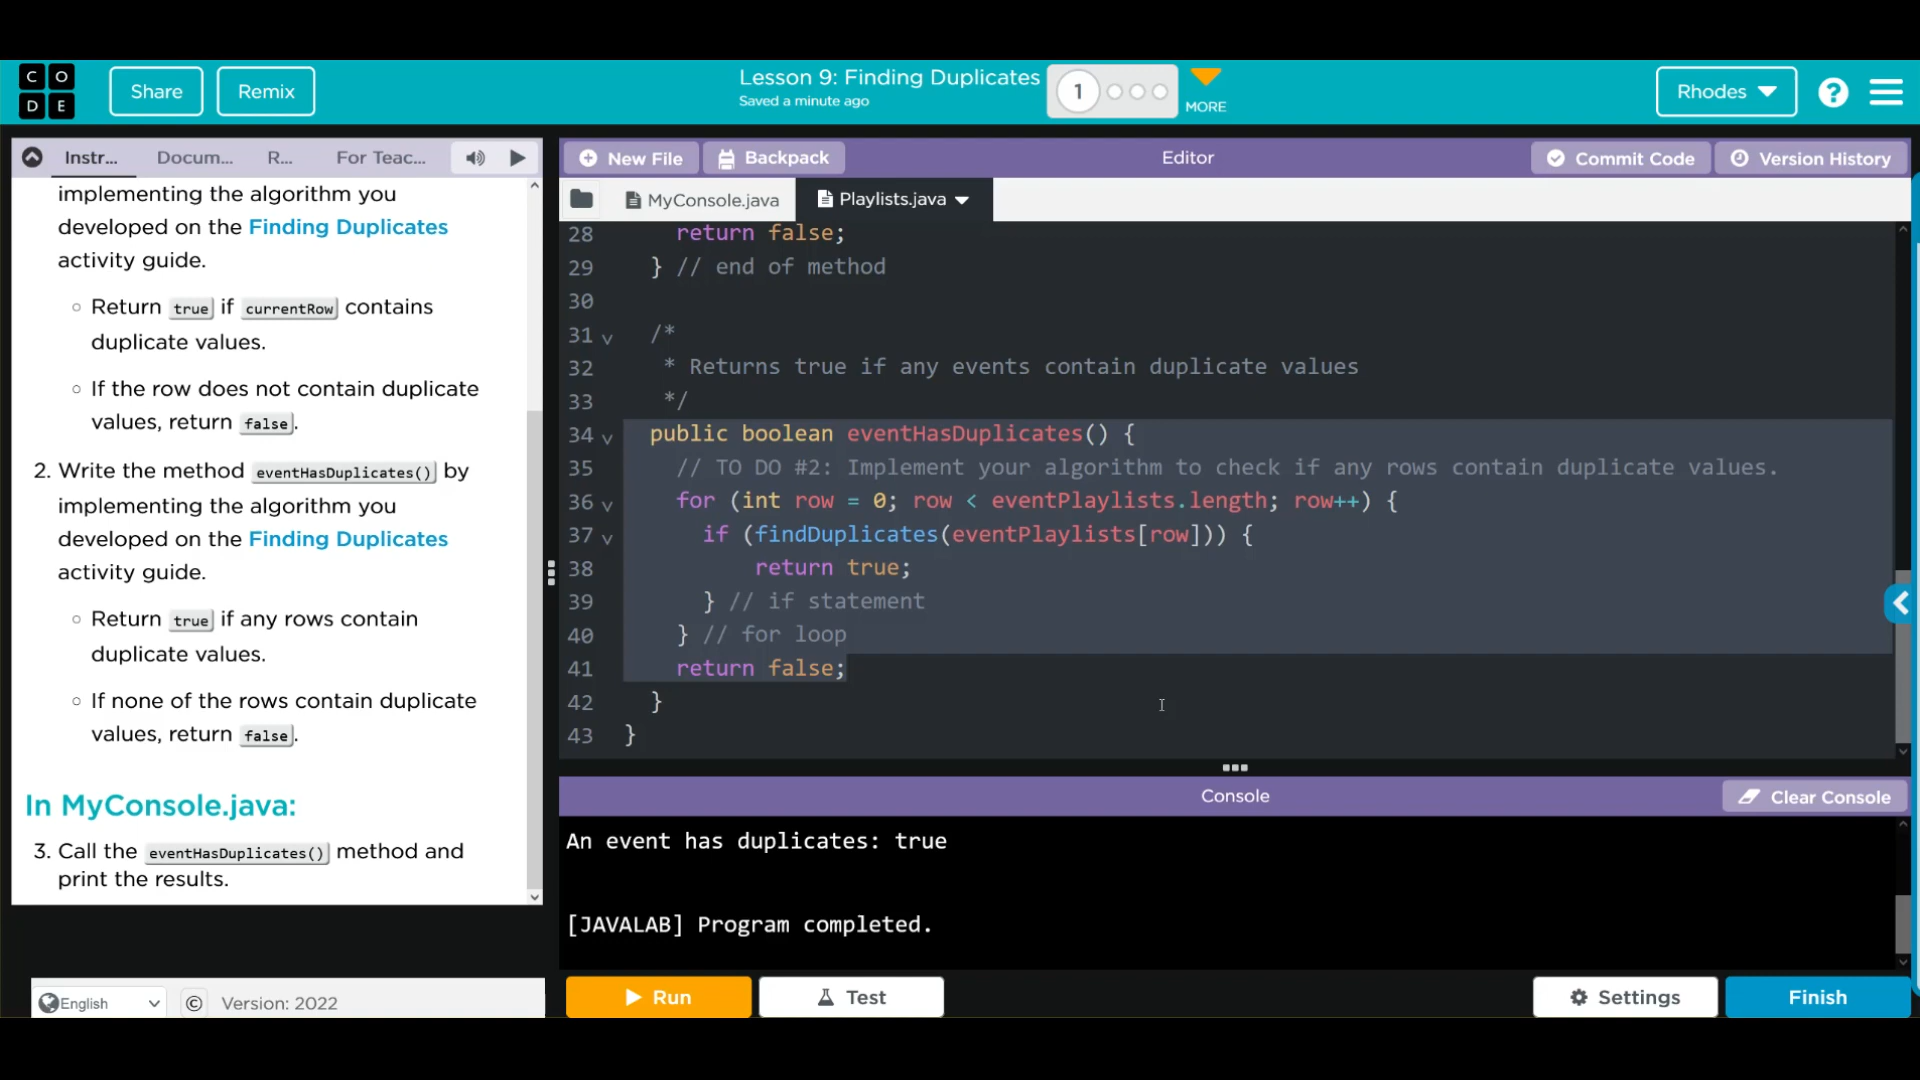 C O
D E
Share
Remix
Lesson 9: Finding Duplicates
Saved a minute ago
1
MORE
Rhodes
?
Instr...
Docum...
R...
For Teac...
implementing the algorithm you
developed on the Finding Duplicates
activity guide.
Return true if currentRow contains
duplicate values.
If the row does not contain duplicate
values, return false.
2. Write the method eventHasDuplicates() by
implementing the algorithm you
developed on the Finding Duplicates
activity guide.
Return true if any rows contain
duplicate values.
If none of the rows contain duplicate
values, return false.
In MyConsole.java:
3. Call the eventHasDuplicates() method and
print the results.
English
© Version: 2022
New File
Backpack
Editor
Commit Code
Version History
MyConsole.java
Playlists.java
28 return false;
29 } // end of method
30
31 /*
32 * Returns true if any events contain duplicate values
33 */
34 public boolean eventHasDuplicates() {
35 // TO DO #2: Implement your algorithm to check if any rows contain duplicate values.
36 for (int row = 0; row < eventPlaylists.length; row++) {
37 if (findDuplicates(eventPlaylists[row])) {
38 return true;
39 } // if statement
40 } // for loop
41 return false;
42 }
43 }
Console
Clear Console
An event has duplicates: true
[JAVALAB] Program completed.
Run
Test
Settings
Finish